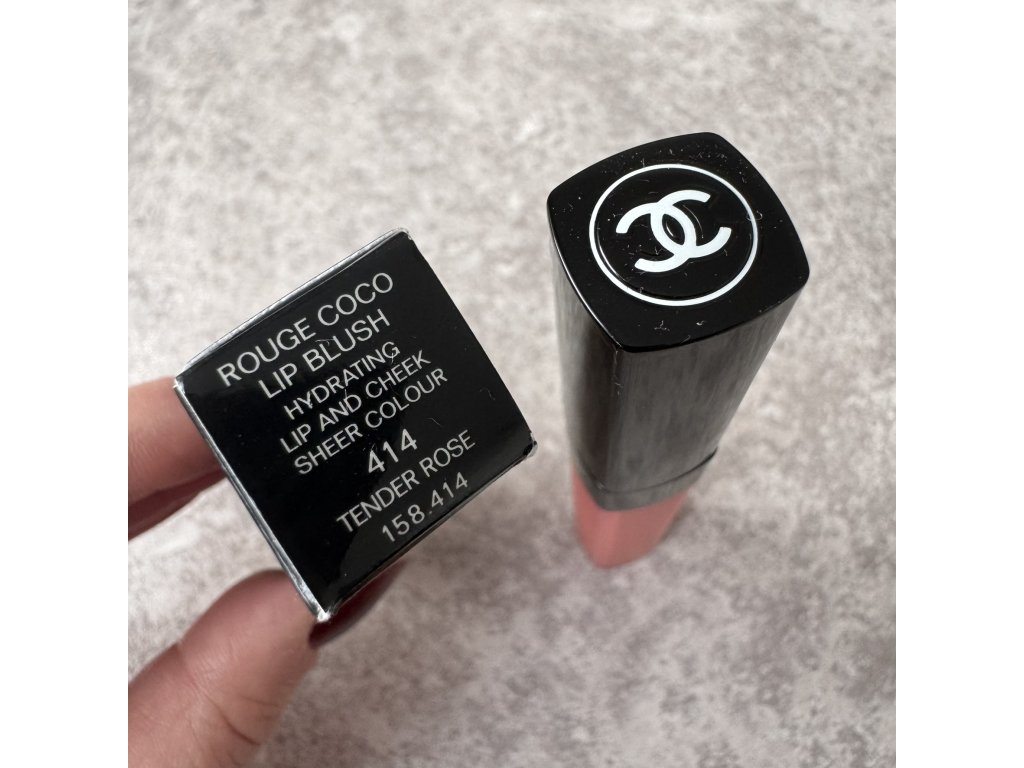 ROUGE COCO
LIP BLUSH
HYDRATING
LIP AND CHEEK
SHEER COLOUR
414
TENDER ROSE
158.414